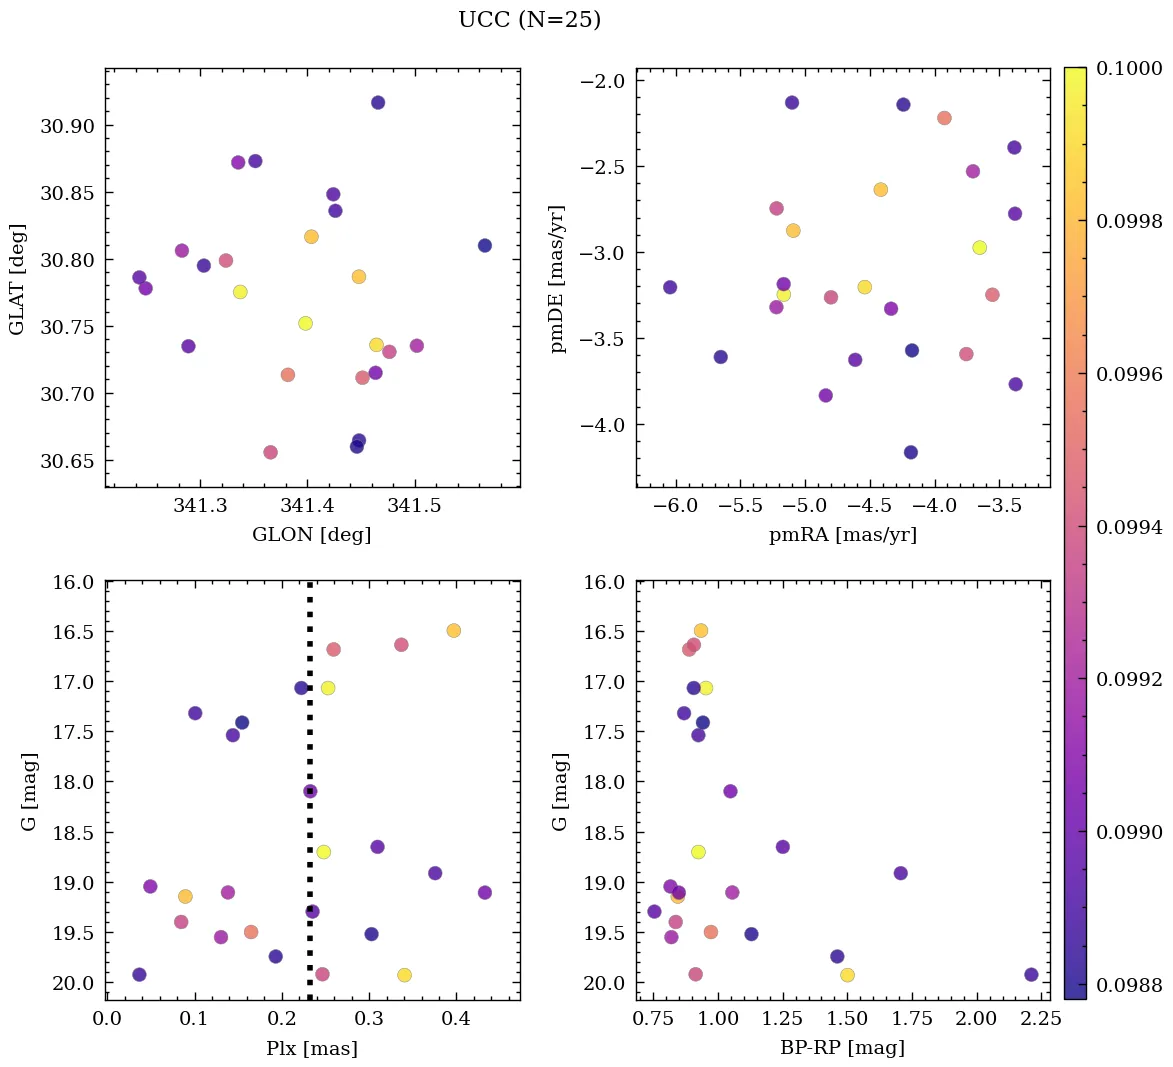 UCC (N=25)
30.90
30.85
30.80
30.75
30.70
30.65
GLAT [deg]
341.3 341.4 341.5
GLON [deg]
−2.0
−2.5
−3.0
−3.5
−4.0
pmDE [mas/yr]
−6.0 −5.5 −5.0 −4.5 −4.0 −3.5
pmRA [mas/yr]
16.0
16.5
17.0
17.5
18.0
18.5
19.0
19.5
20.0
G [mag]
0.0 0.1 0.2 0.3 0.4
Plx [mas]
16.0
16.5
17.0
17.5
18.0
18.5
19.0
19.5
20.0
G [mag]
0.75 1.00 1.25 1.50 1.75 2.00 2.25
BP-RP [mag]
0.1000
0.0998
0.0996
0.0994
0.0992
0.0990
0.0988